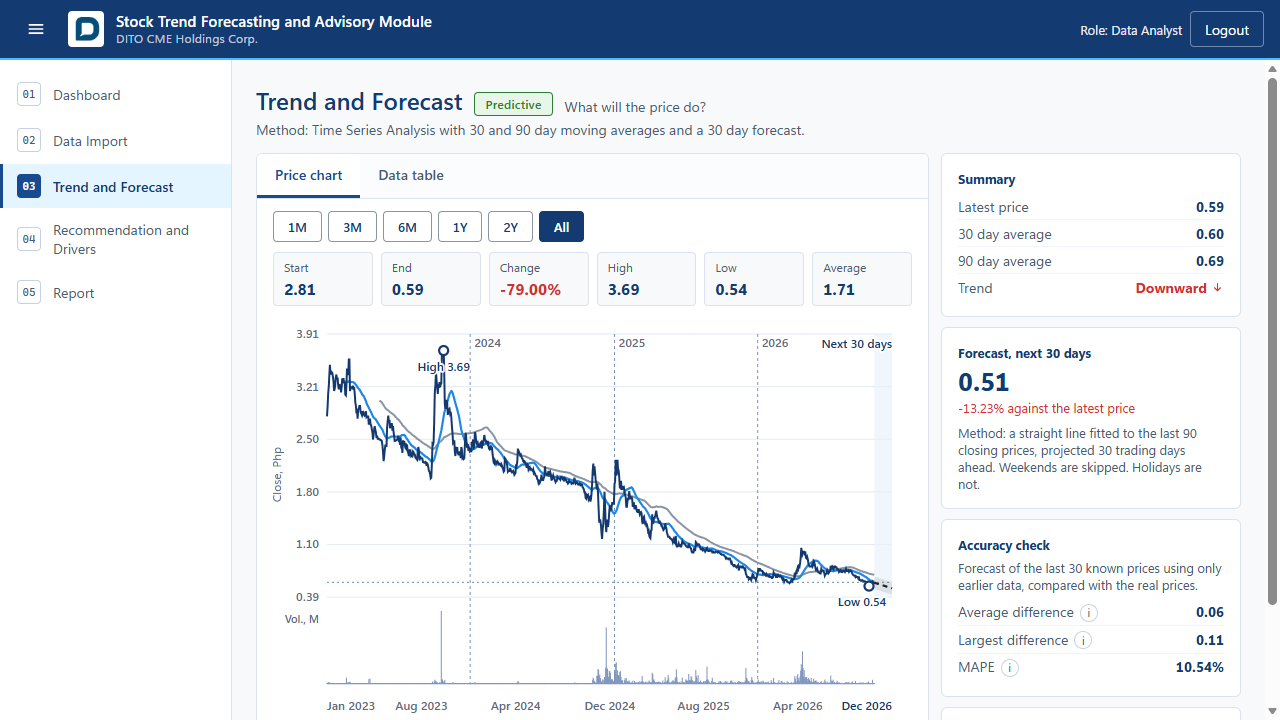 Stock Trend Forecasting and Advisory Module
DITO CME Holdings Corp.
Role: Data Analyst
Logout
01 Dashboard
02 Data Import
03 Trend and Forecast
04 Recommendation and
Drivers
05 Report
Trend and Forecast Predictive What will the price do?
Method: Time Series Analysis with 30 and 90 day moving averages and a 30 day forecast.
Price chart Data table
1M 3M 6M 1Y 2Y All
Start End Change High Low Average
2.81 0.59 -79.00% 3.69 0.54 1.71
3.91
3.21
2.50
1.80
1.10
0.39
Close, Php
2024 2025 2026 Next 30 days
High 3.69
Low 0.54
Vol., M
Jan 2023 Aug 2023 Apr 2024 Dec 2024 Aug 2025 Apr 2026 Dec 2026
Summary
Latest price 0.59
30 day average 0.60
90 day average 0.69
Trend Downward ↓
Forecast, next 30 days
0.51
-13.23% against the latest price
Method: a straight line fitted to the last 90
closing prices, projected 30 trading days
ahead. Weekends are skipped. Holidays are
not.
Accuracy check
Forecast of the last 30 known prices using only
earlier data, compared with the real prices.
Average difference i 0.06
Largest difference i 0.11
MAPE i 10.54%